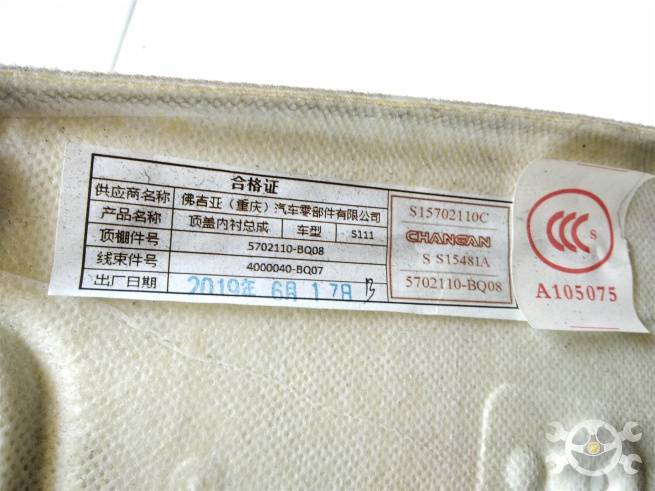 合格证
供应商名称 佛吉亚（重庆）汽车零部件有限公司
产品名称 顶盖内衬总成 车型 S111
顶棚件号 5702110-BQ08
线束件号 4000040-BQ07
出厂日期 2019年 6月 17日
S15702110C
CHANGAN
S S15481A
5702110-BQ08
CCC S
A105075